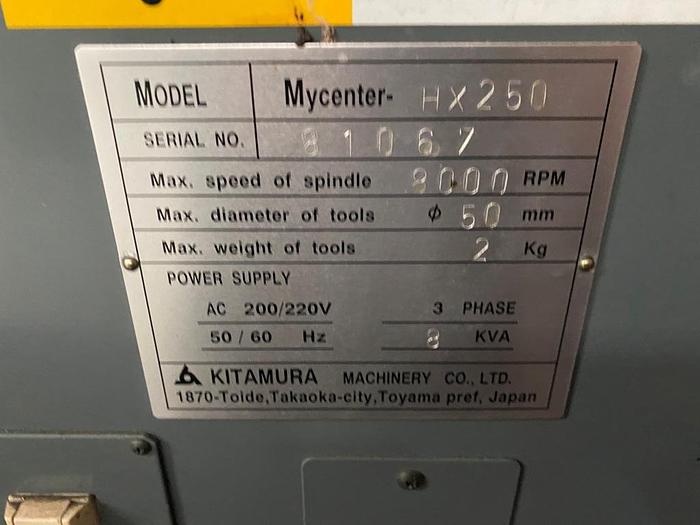 MODEL Mycenter- HX250
SERIAL NO. 81067
Max. speed of spindle 8000 RPM
Max. diameter of tools ϕ 50 mm
Max. weight of tools 2 Kg
POWER SUPPLY
AC 200/220V 3 PHASE
50/60 Hz 8 KVA
KITAMURA MACHINERY CO., LTD.
1870-Toide,Takaoka-city,Toyama pref, Japan